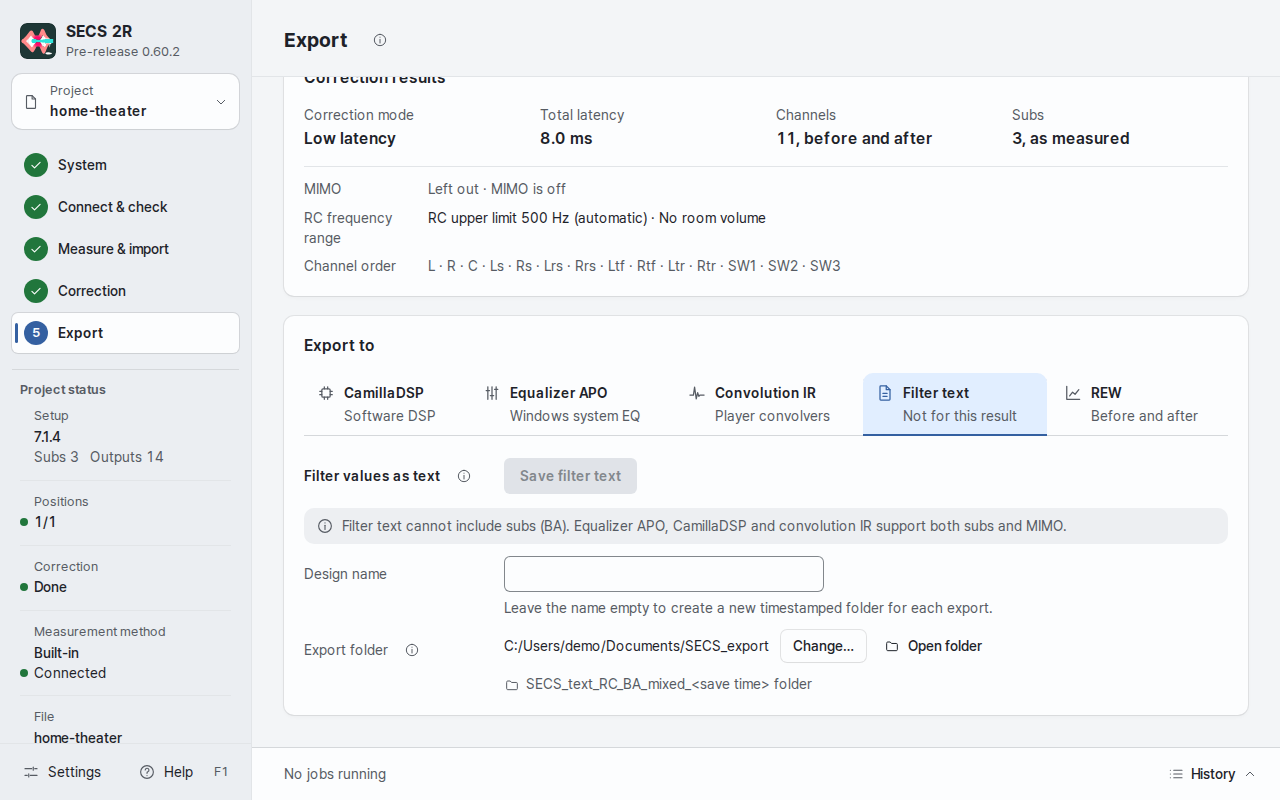 SECS 2R
Pre-release 0.60.2
Project
home-theater
System
Connect & check
Measure & import
Correction
5 Export
Project status
Setup
7.1.4
Subs 3 Outputs 14
Positions
1/1
Correction
Done
Measurement method
Built-in
Connected
File
home-theater
Settings Help F1
Export
Correction results
Correction mode Total latency Channels Subs
Low latency 8.0 ms 11, before and after 3, as measured
MIMO Left out · MIMO is off
RC frequency range RC upper limit 500 Hz (automatic) · No room volume
Channel order L · R · C · Ls · Rs · Lrs · Rrs · Ltf · Rtf · Ltr · Rtr · SW1 · SW2 · SW3
Export to
CamillaDSP Equalizer APO Convolution IR Filter text REW
Software DSP Windows system EQ Player convolvers Not for this result Before and after
Filter values as text Save filter text
Filter text cannot include subs (BA). Equalizer APO, CamillaDSP and convolution IR support both subs and MIMO.
Design name
Leave the name empty to create a new timestamped folder for each export.
Export folder C:/Users/demo/Documents/SECS_export Change... Open folder
SECS_text_RC_BA_mixed_<save time> folder
No jobs running History